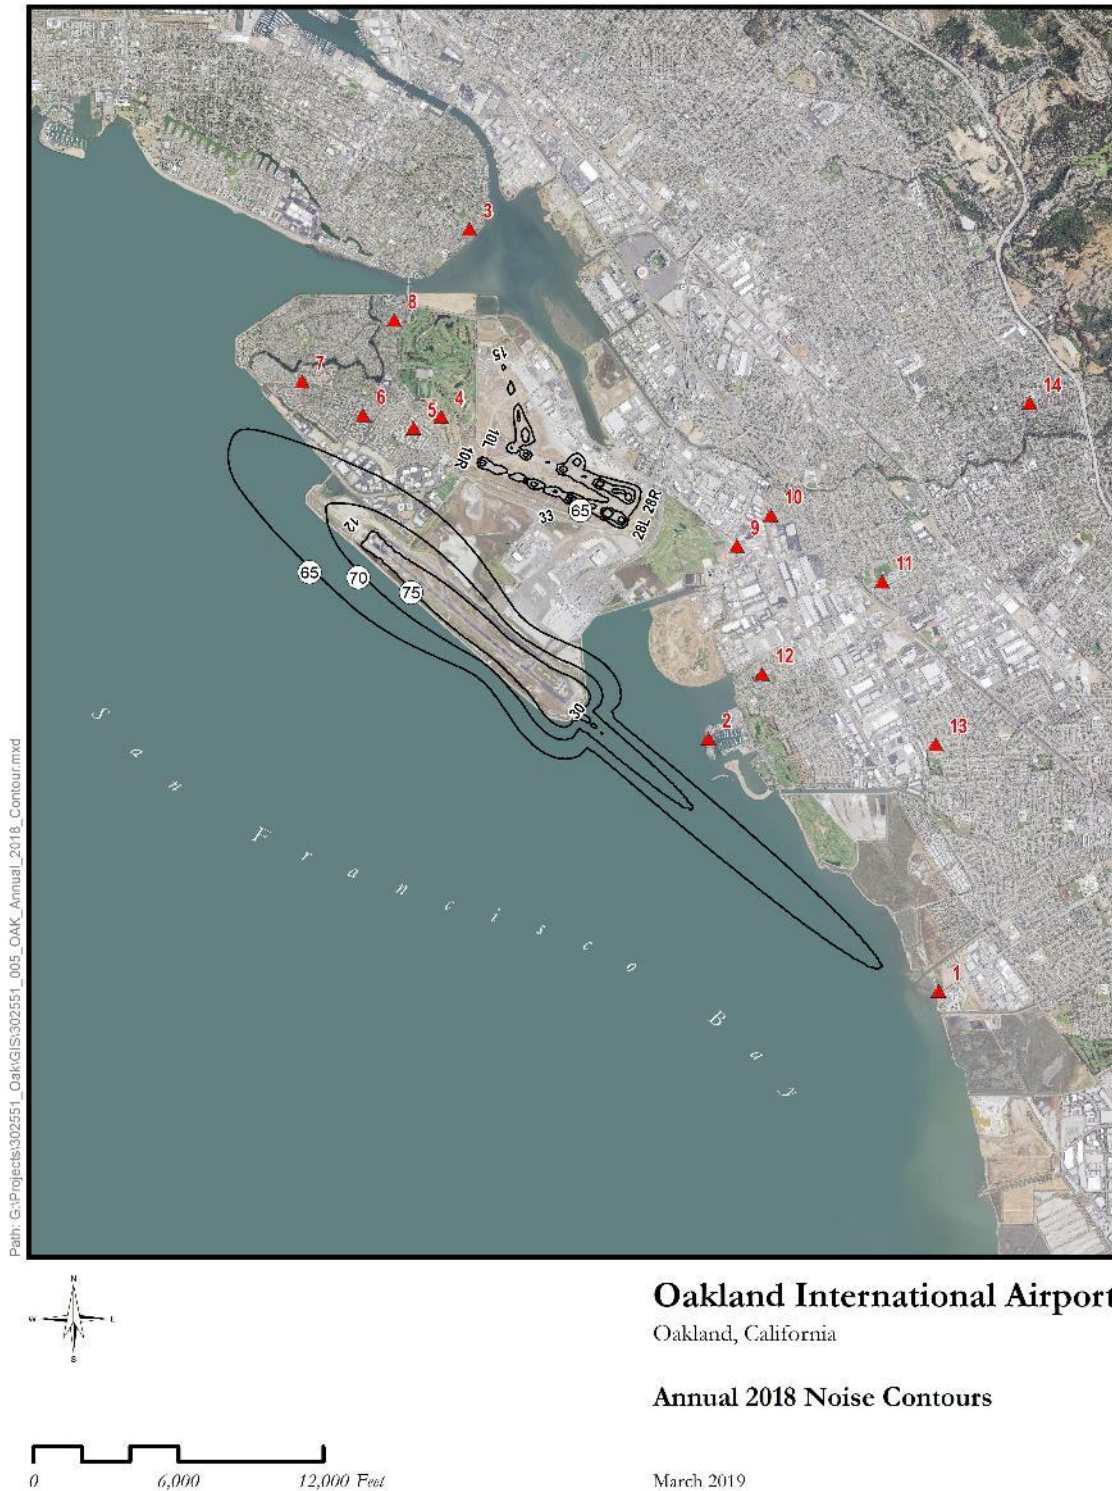 3
8
7
6
5
4
14
15
10L
10R
33
65
28L 28R
10
9
11
12
65
70
75
12
30
2
13
San Francisco Bay
1
Path: G:\Projects\302551_Oak\GIS\302551_005_OAK_Annual_2018_Contour.mxd
N
W
E
S
Oakland International Airport
Oakland, California
Annual 2018 Noise Contours
0 6,000 12,000 Feet
March 2019